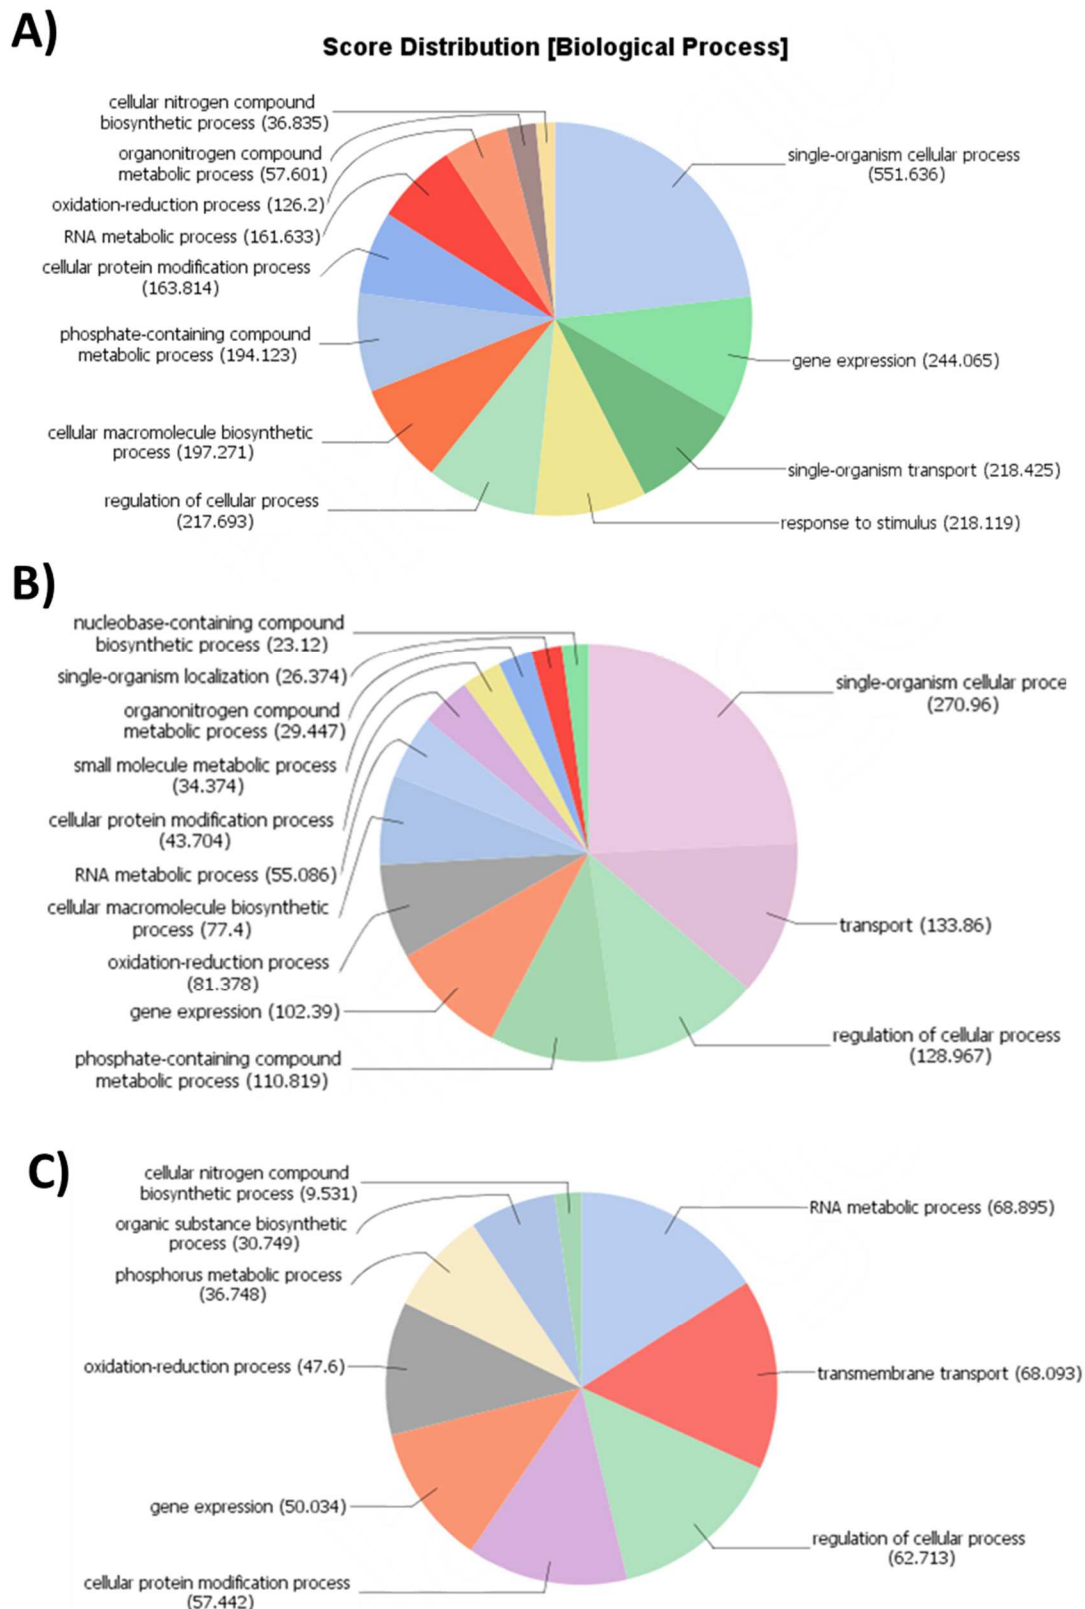 A)
Score Distribution [Biological Process]
cellular nitrogen compound
biosynthetic process (36.835)
organonitrogen compound
metabolic process (57.601)
oxidation-reduction process (126.2)
RNA metabolic process (161.633)
cellular protein modification process
(163.814)
phosphate-containing compound
metabolic process (194.123)
cellular macromolecule biosynthetic
process (197.271)
regulation of cellular process
(217.693)
single-organism cellular process
(551.636)
gene expression (244.065)
single-organism transport (218.425)
response to stimulus (218.119)
B)
nucleobase-containing compound
biosynthetic process (23.12)
single-organism localization (26.374)
organonitrogen compound
metabolic process (29.447)
small molecule metabolic process
(34.374)
cellular protein modification process
(43.704)
RNA metabolic process (55.086)
cellular macromolecule biosynthetic
process (77.4)
oxidation-reduction process
(81.378)
gene expression (102.39)
phosphate-containing compound
metabolic process (110.819)
single-organism cellular proce
(270.96)
transport (133.86)
regulation of cellular process
(128.967)
C)
cellular nitrogen compound
biosynthetic process (9.531)
organic substance biosynthetic
process (30.749)
phosphorus metabolic process
(36.748)
oxidation-reduction process (47.6)
gene expression (50.034)
cellular protein modification process
(57.442)
RNA metabolic process (68.895)
transmembrane transport (68.093)
regulation of cellular process
(62.713)